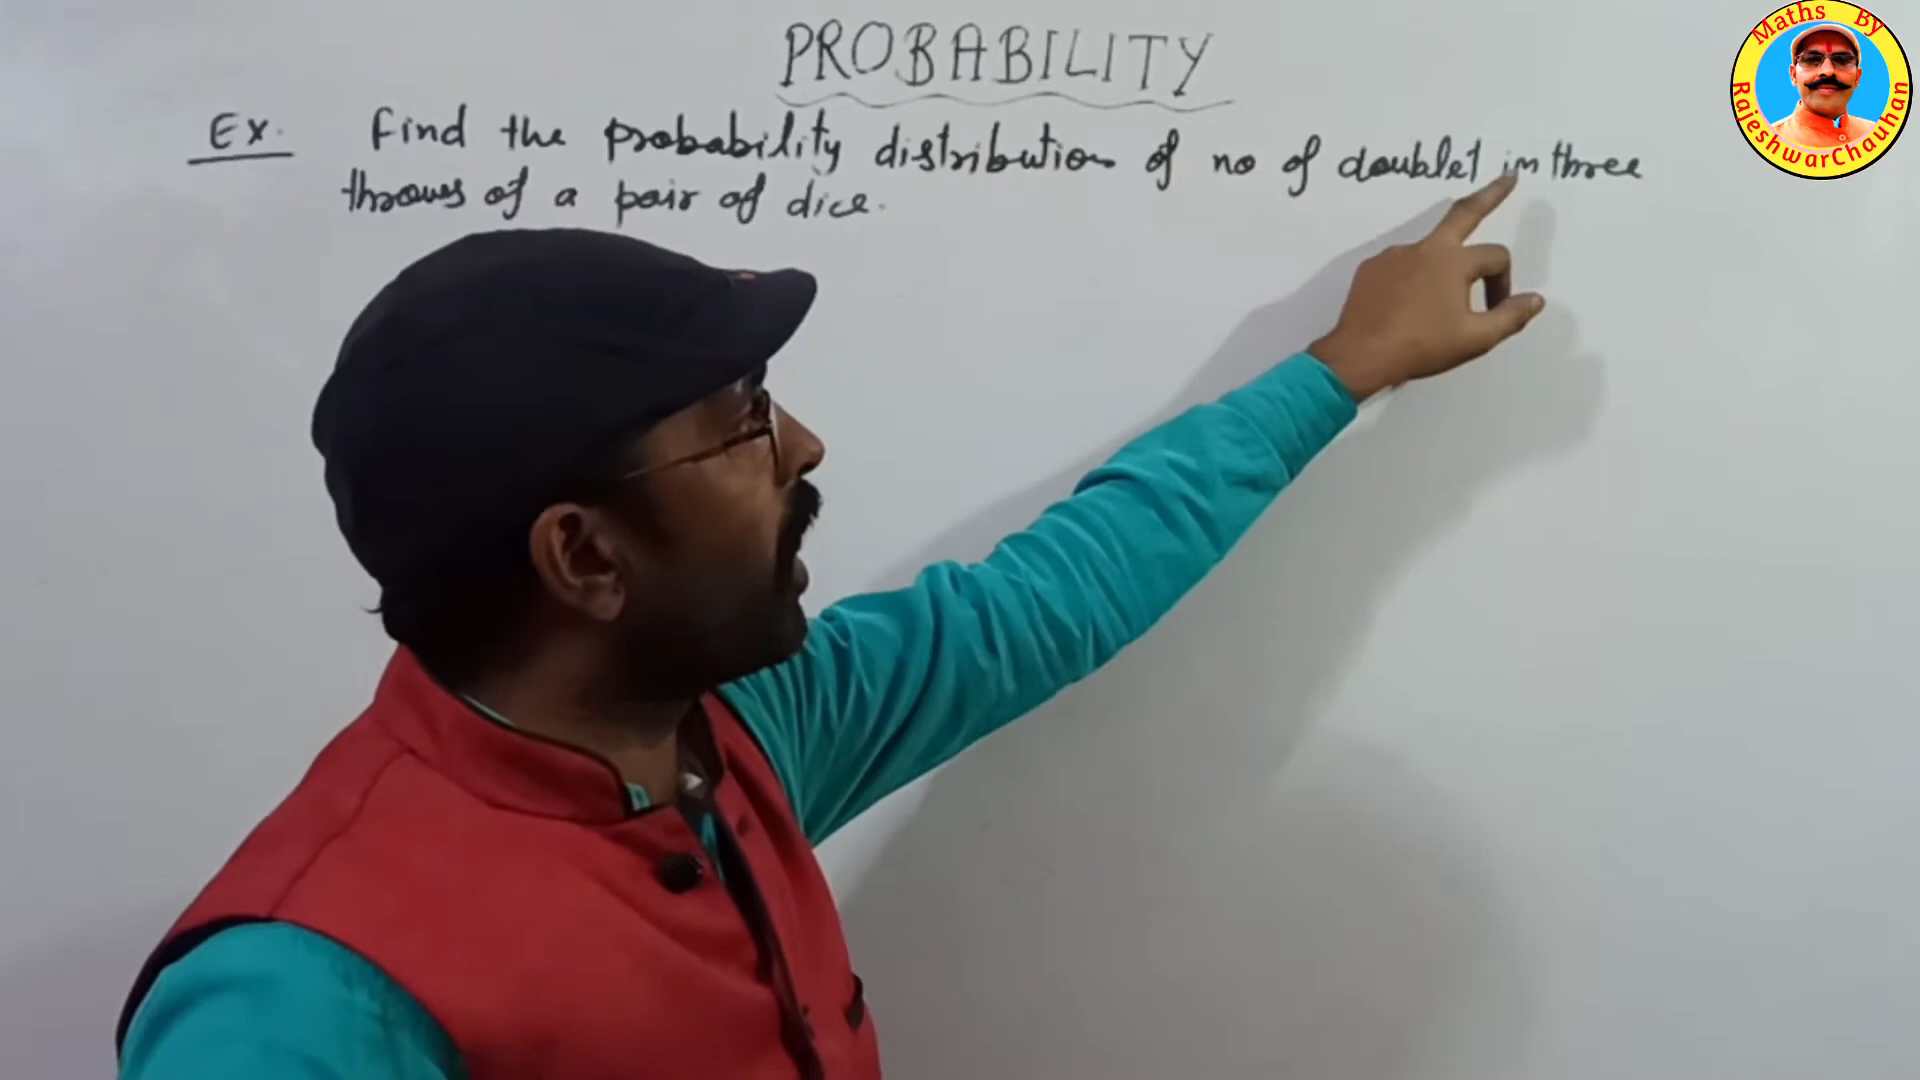 PROBABILITY
Ex. Find the probability distribution of no of doublet in three
throws of a pair of dice.
Maths By
RajeshwarChauhan